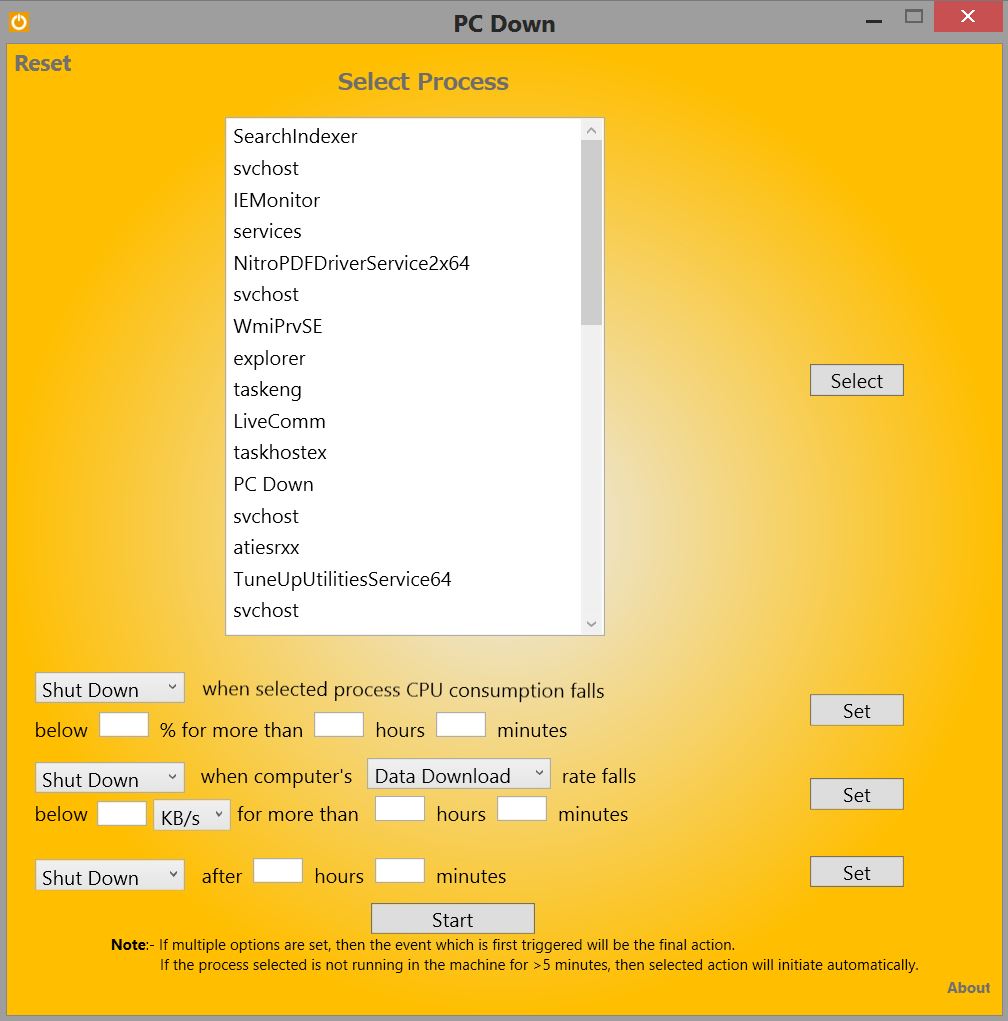 PC Down
Reset
Select Process
SearchIndexer
svchost
IEMonitor
services
NitroPDFDriverService2x64
svchost
WmiPrvSE
explorer
taskeng
LiveComm
taskhostex
PC Down
svchost
atiesrxx
TuneUpUtilitiesService64
svchost
Select
Shut Down when selected process CPU consumption falls
below % for more than hours minutes
Set
Shut Down when computer's Data Download rate falls
below KB/s for more than hours minutes
Set
Shut Down after hours minutes
Set
Start
Note:- If multiple options are set, then the event which is first triggered will be the final action.
If the process selected is not running in the machine for >5 minutes, then selected action will initiate automatically.
About